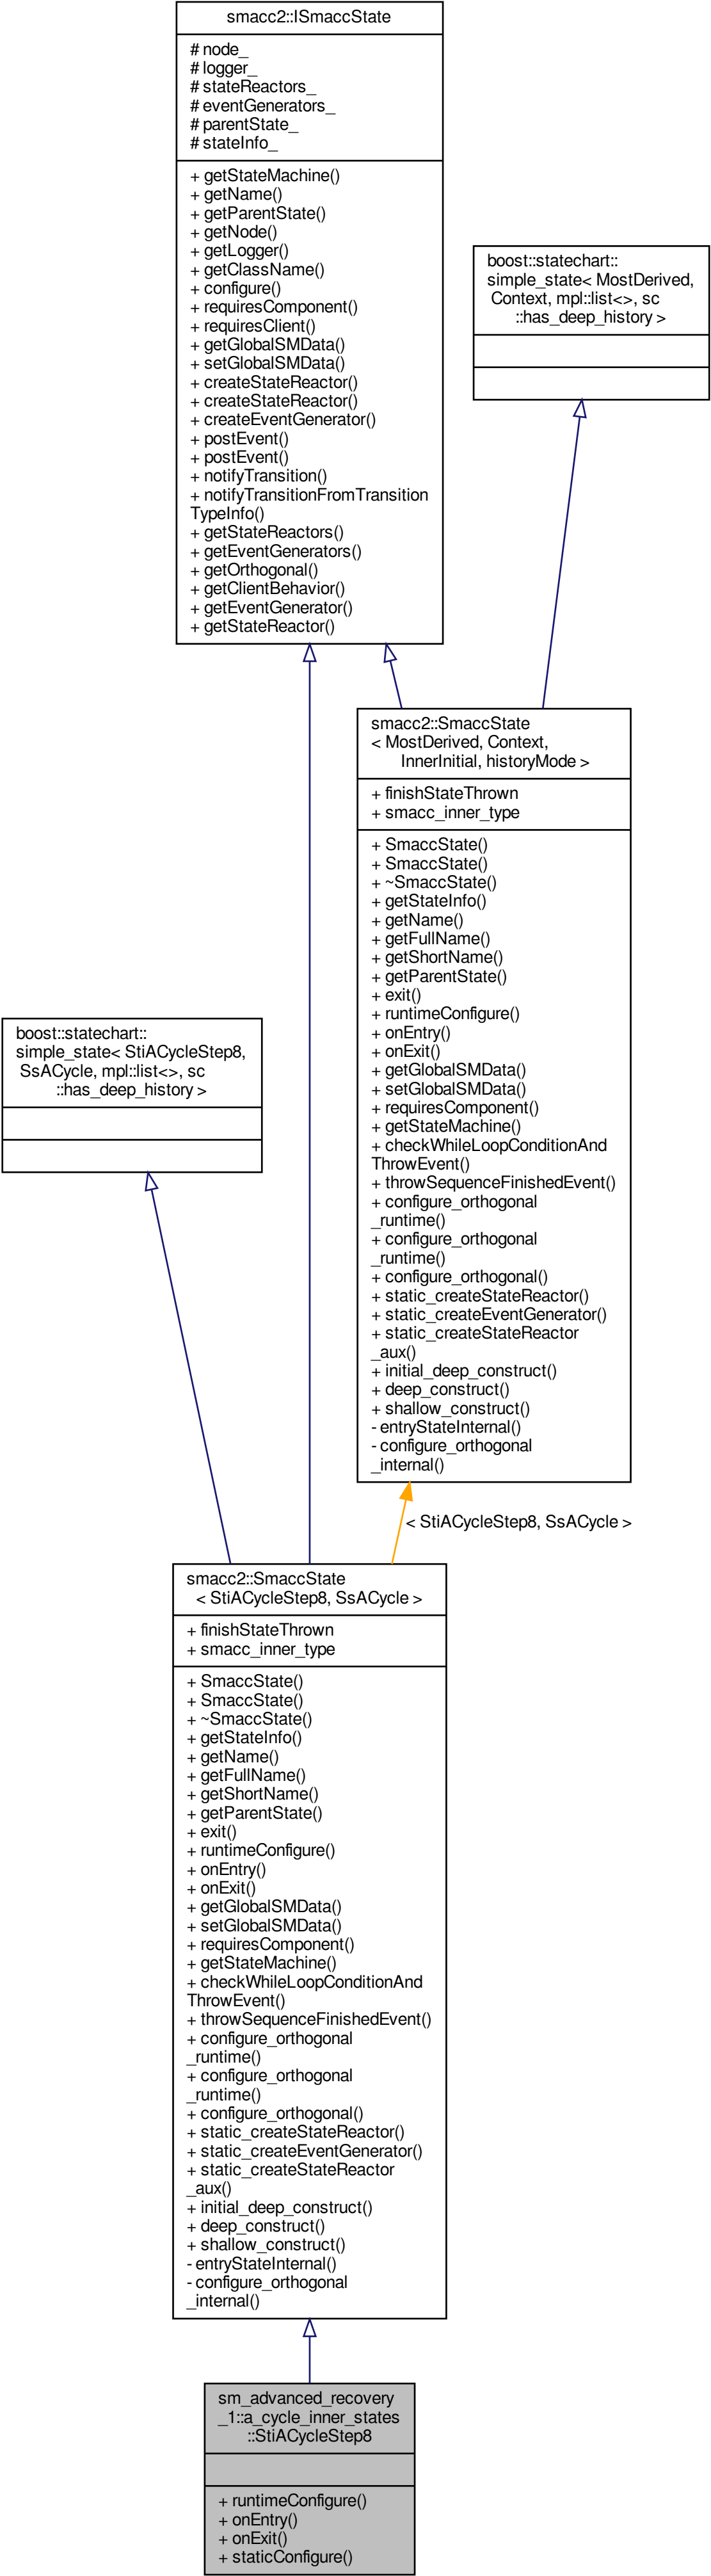 smacc2::ISmaccState
# node_
# logger_
# stateReactors_
# eventGenerators_
# parentState_
# stateInfo_
+ getStateMachine()
+ getName()
+ getParentState()
+ getNode()
+ getLogger()
+ getClassName()
+ configure()
+ requiresComponent()
+ requiresClient()
+ getGlobalSMData()
+ setGlobalSMData()
+ createStateReactor()
+ createStateReactor()
+ createEventGenerator()
+ postEvent()
+ postEvent()
+ notifyTransition()
+ notifyTransitionFromTransition
TypeInfo()
+ getStateReactors()
+ getEventGenerators()
+ getOrthogonal()
+ getClientBehavior()
+ getEventGenerator()
+ getStateReactor()
boost::statechart::
simple_state< MostDerived,
Context, mpl::list<>, sc
::has_deep_history >
smacc2::SmaccState
< MostDerived, Context,
InnerInitial, historyMode >
+ finishStateThrown
+ smacc_inner_type
+ SmaccState()
+ SmaccState()
+ ~SmaccState()
+ getStateInfo()
+ getName()
+ getFullName()
+ getShortName()
+ getParentState()
+ exit()
+ runtimeConfigure()
+ onEntry()
+ onExit()
+ getGlobalSMData()
+ setGlobalSMData()
+ requiresComponent()
+ getStateMachine()
+ checkWhileLoopConditionAnd
ThrowEvent()
+ throwSequenceFinishedEvent()
+ configure_orthogonal
_runtime()
+ configure_orthogonal
_runtime()
+ configure_orthogonal()
+ static_createStateReactor()
+ static_createEventGenerator()
+ static_createStateReactor
_aux()
+ initial_deep_construct()
+ deep_construct()
+ shallow_construct()
- entryStateInternal()
- configure_orthogonal
_internal()
boost::statechart::
simple_state< StiACycleStep8,
SsACycle, mpl::list<>, sc
::has_deep_history >
< StiACycleStep8, SsACycle >
smacc2::SmaccState
< StiACycleStep8, SsACycle >
+ finishStateThrown
+ smacc_inner_type
+ SmaccState()
+ SmaccState()
+ ~SmaccState()
+ getStateInfo()
+ getName()
+ getFullName()
+ getShortName()
+ getParentState()
+ exit()
+ runtimeConfigure()
+ onEntry()
+ onExit()
+ getGlobalSMData()
+ setGlobalSMData()
+ requiresComponent()
+ getStateMachine()
+ checkWhileLoopConditionAnd
ThrowEvent()
+ throwSequenceFinishedEvent()
+ configure_orthogonal
_runtime()
+ configure_orthogonal
_runtime()
+ configure_orthogonal()
+ static_createStateReactor()
+ static_createEventGenerator()
+ static_createStateReactor
_aux()
+ initial_deep_construct()
+ deep_construct()
+ shallow_construct()
- entryStateInternal()
- configure_orthogonal
_internal()
sm_advanced_recovery
_1::a_cycle_inner_states
::StiACycleStep8
+ runtimeConfigure()
+ onEntry()
+ onExit()
+ staticConfigure()